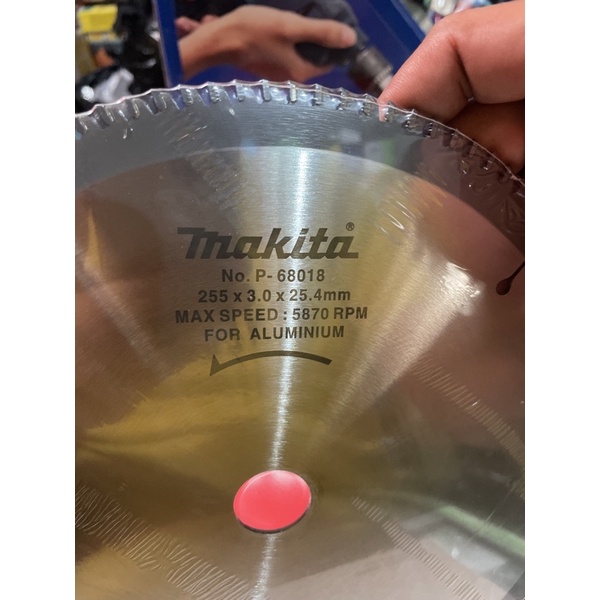 makita®
No. P-68018
255 x 3.0 x 25.4mm
MAX SPEED : 5870 RPM
FOR ALUMINIUM